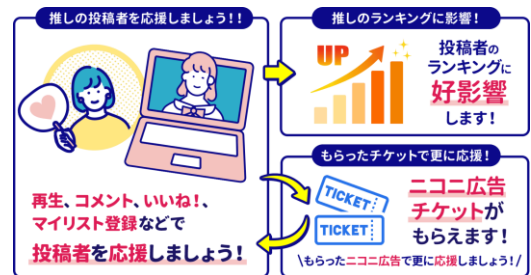 推しの投稿者を応援しましょう！！
再生、コメント、いいね！、
マイリスト登録などで
投稿者を応援しましょう！
推しのランキングに影響！
UP
投稿者の
ランキングに
好影響
します！
もらったチケットで更に応援！
TICKET
TICKET
ニコニ広告
チケットが
もらえます！
\もらったニコニ広告で更に応援しましょう！/